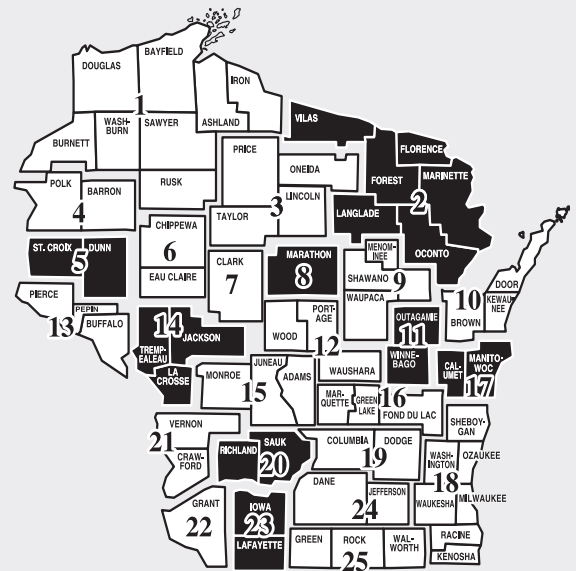 BAYFIELD
DOUGLAS
IRON
1
ASHLAND
WASH-
BURN
SAWYER
BURNETT
VILAS
PRICE
FLORENCE
ONEIDA
FOREST
MARINETTE
2
POLK
BARRON
4
RUSK
LINCOLN
3
TAYLOR
LANGLADE
OCONTO
CHIPPEWA
6
EAU CLAIRE
ST. CROIX
DUNN
5
CLARK
7
MARATHON
8
MENOM-
INEE
SHAWANO
9
WAUPACA
DOOR
10
KEWAU-
NEE
BROWN
PIERCE
PEPIN
13
BUFFALO
14
JACKSON
TREMP-
EALEAU
LA
CROSSE
PORT-
AGE
WOOD
12
OUTAGAMIE
11
WINNE-
BAGO
CAL-
UMET
MANITO-
WOC
17
JUNEAU
MONROE
ADAMS
15
WAUSHARA
MAR-
QUETTE
GREEN
LAKE
16
FOND DU LAC
SHEBOY-
GAN
VERNON
21
CRAW-
FORD
RICHLAND
SAUK
20
COLUMBIA
DODGE
19
WASH-
INGTON
OZAUKEE
18
WAUKESHA
MILWAUKEE
DANE
JEFFERSON
24
GRANT
22
IOWA
23
LAFAYETTE
GREEN
ROCK
25
WAL-
WORTH
RACINE
KENOSHA